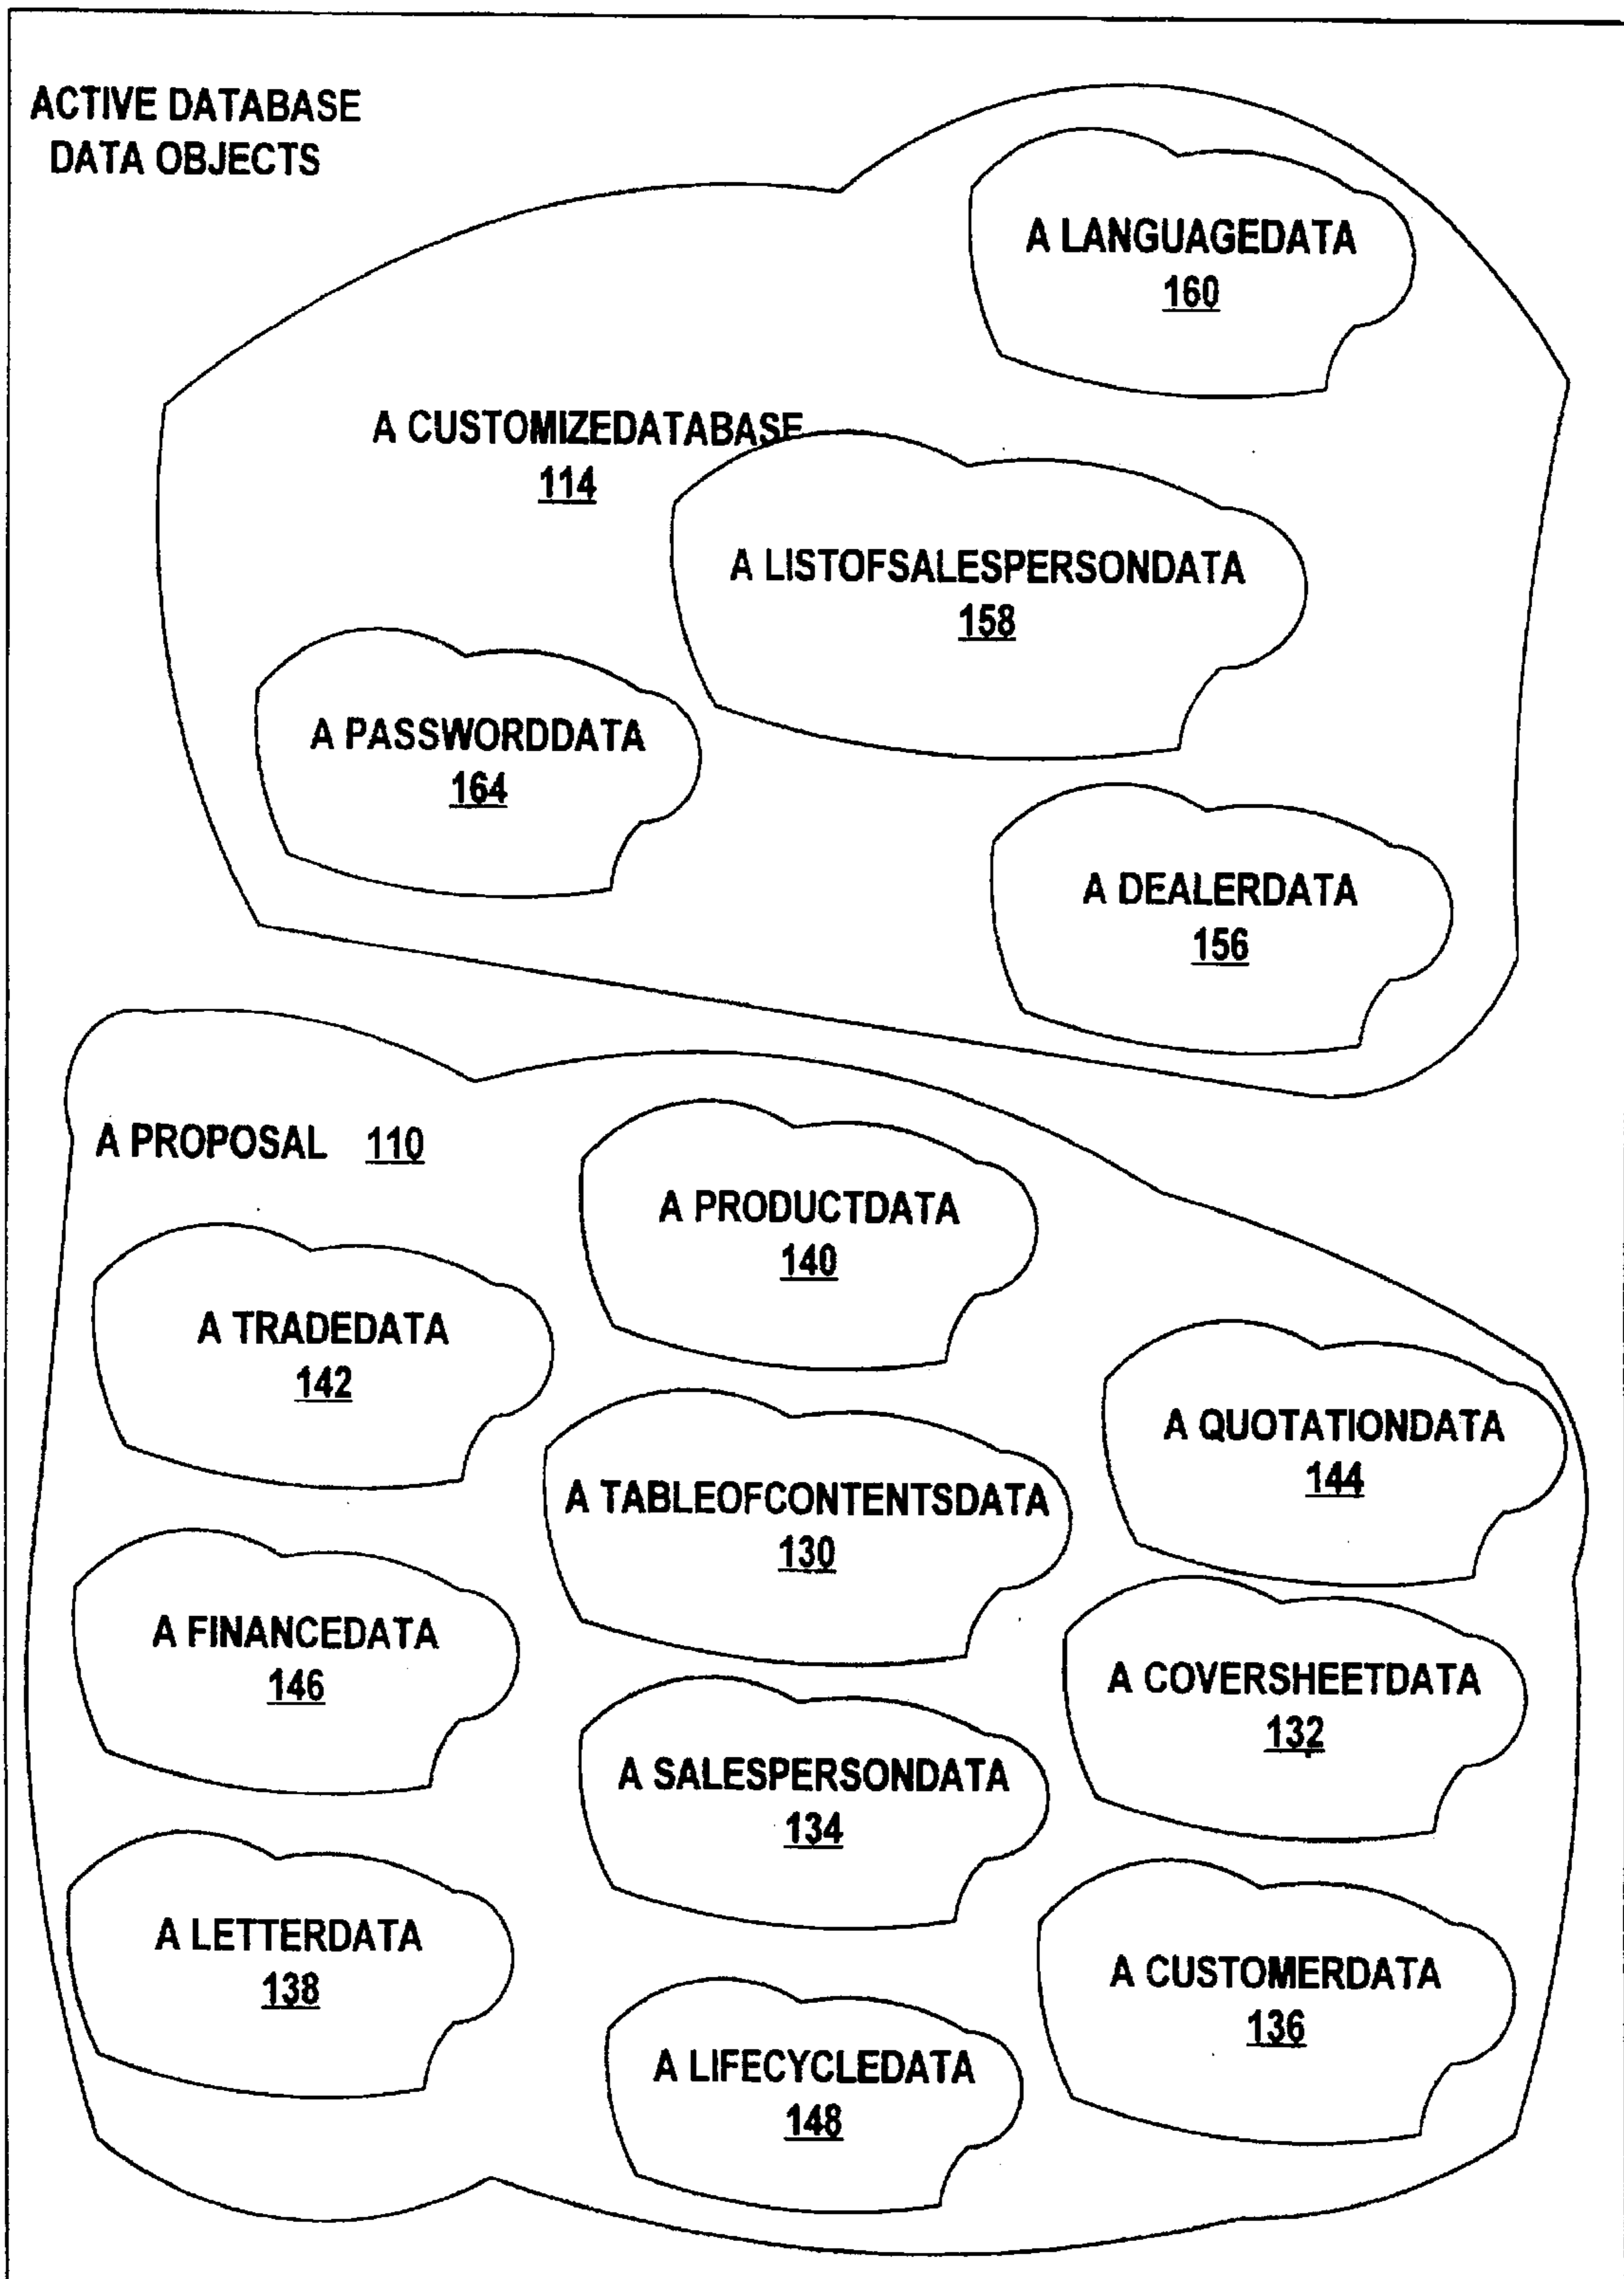 ACTIVE DATABASE
DATA OBJECTS
A LANGUAGEDATA
160
A CUSTOMIZEDATABASE
114
A LISTOFSALESPERSONDATA
158
A PASSWORDDATA
164
A DEALERDATA
156
A PROPOSAL 110
A PRODUCTDATA
140
A TRADEDATA
142
A QUOTATIONDATA
144
A TABLEOFCONTENTSDATA
130
A FINANCEDATA
146
A COVERSHEETDATA
132
A SALESPERSONDATA
134
A LETTERDATA
138
A CUSTOMERDATA
136
A LIFECYCLEDATA
148